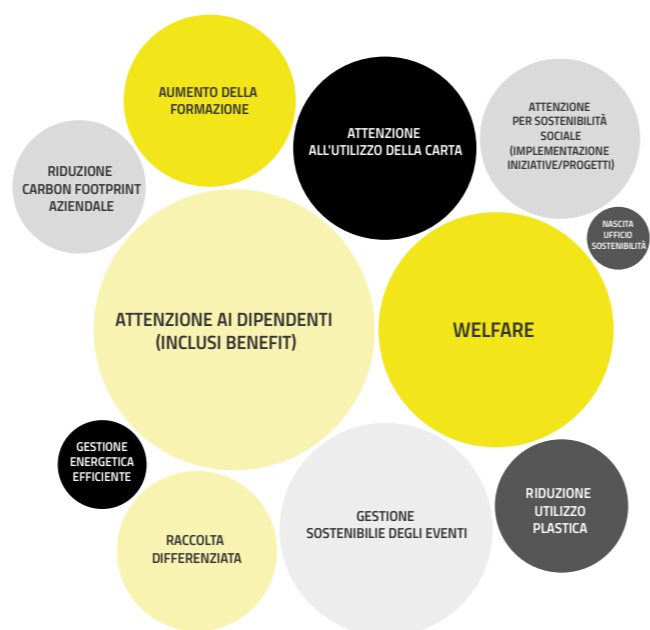 AUMENTO DELLA
FORMAZIONE
ATTENZIONE
ALL'UTILIZZO DELLA CARTA
ATTENZIONE
PER SOSTENIBILITÀ
SOCIALE
(IMPLEMENTAZIONE
INIZIATIVE/PROGETTI)
RIDUZIONE
CARBON FOOTPRINT
AZIENDALE
NASCITA
UFFICIO
SOSTENIBILITÀ
ATTENZIONE AI DIPENDENTI
(INCLUSI BENEFIT)
WELFARE
GESTIONE
ENERGETICA
EFFICIENTE
RACCOLTA
DIFFERENZIATA
GESTIONE
SOSTENIBILIE DEGLI EVENTI
RIDUZIONE
UTILIZZO
PLASTICA